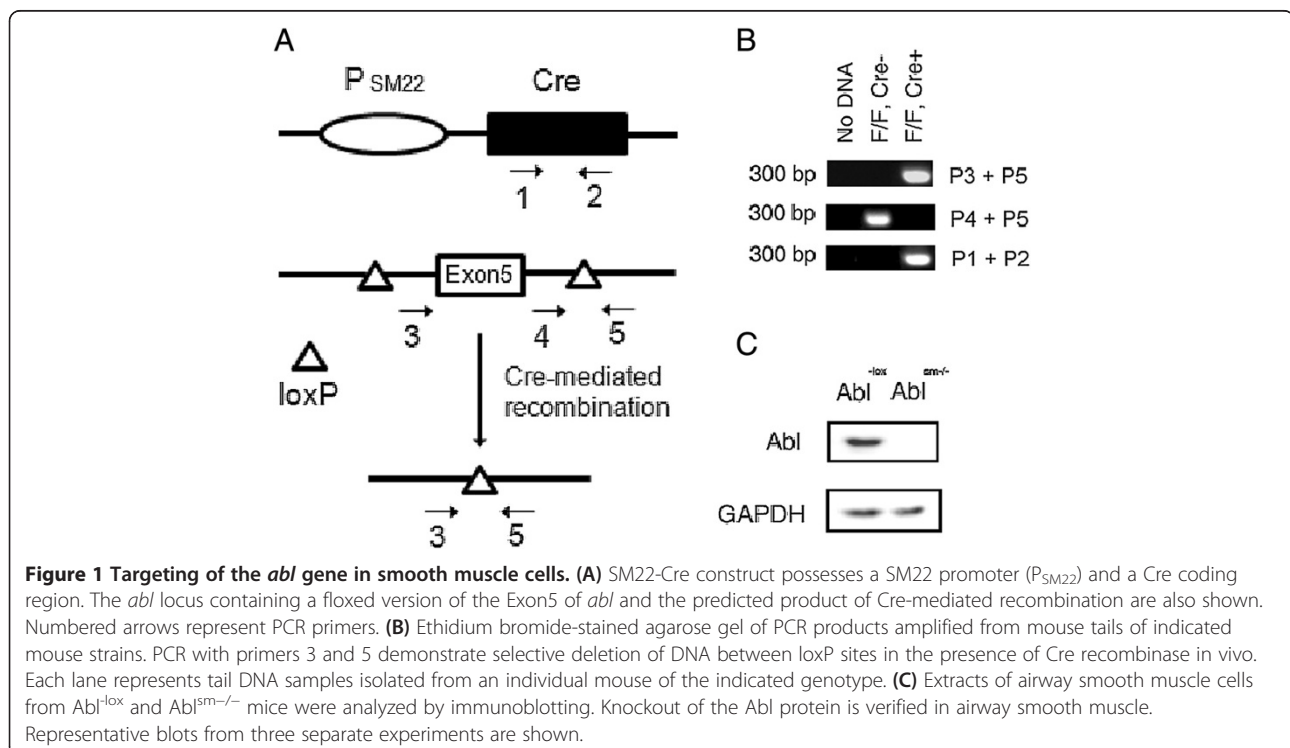 A
P SM22
Cre
1
2
Exon5
3
4
5
loxP
Cre-mediated
recombination
3
5
B
No DNA
F/F, Cre-
F/F, Cre+
300 bp
P3 + P5
300 bp
P4 + P5
300 bp
P1 + P2
C
Abl-lox Ablsm-/-
Abl
GAPDH
Figure 1 Targeting of the abl gene in smooth muscle cells. (A) SM22-Cre construct possesses a SM22 promoter (PSM22) and a Cre coding
region. The abl locus containing a floxed version of the Exon5 of abl and the predicted product of Cre-mediated recombination are also shown.
Numbered arrows represent PCR primers. (B) Ethidium bromide-stained agarose gel of PCR products amplified from mouse tails of indicated
mouse strains. PCR with primers 3 and 5 demonstrate selective deletion of DNA between loxP sites in the presence of Cre recombinase in vivo.
Each lane represents tail DNA samples isolated from an individual mouse of the indicated genotype. (C) Extracts of airway smooth muscle cells
from Abl-lox and Ablsm−/− mice were analyzed by immunoblotting. Knockout of the Abl protein is verified in airway smooth muscle.
Representative blots from three separate experiments are shown.